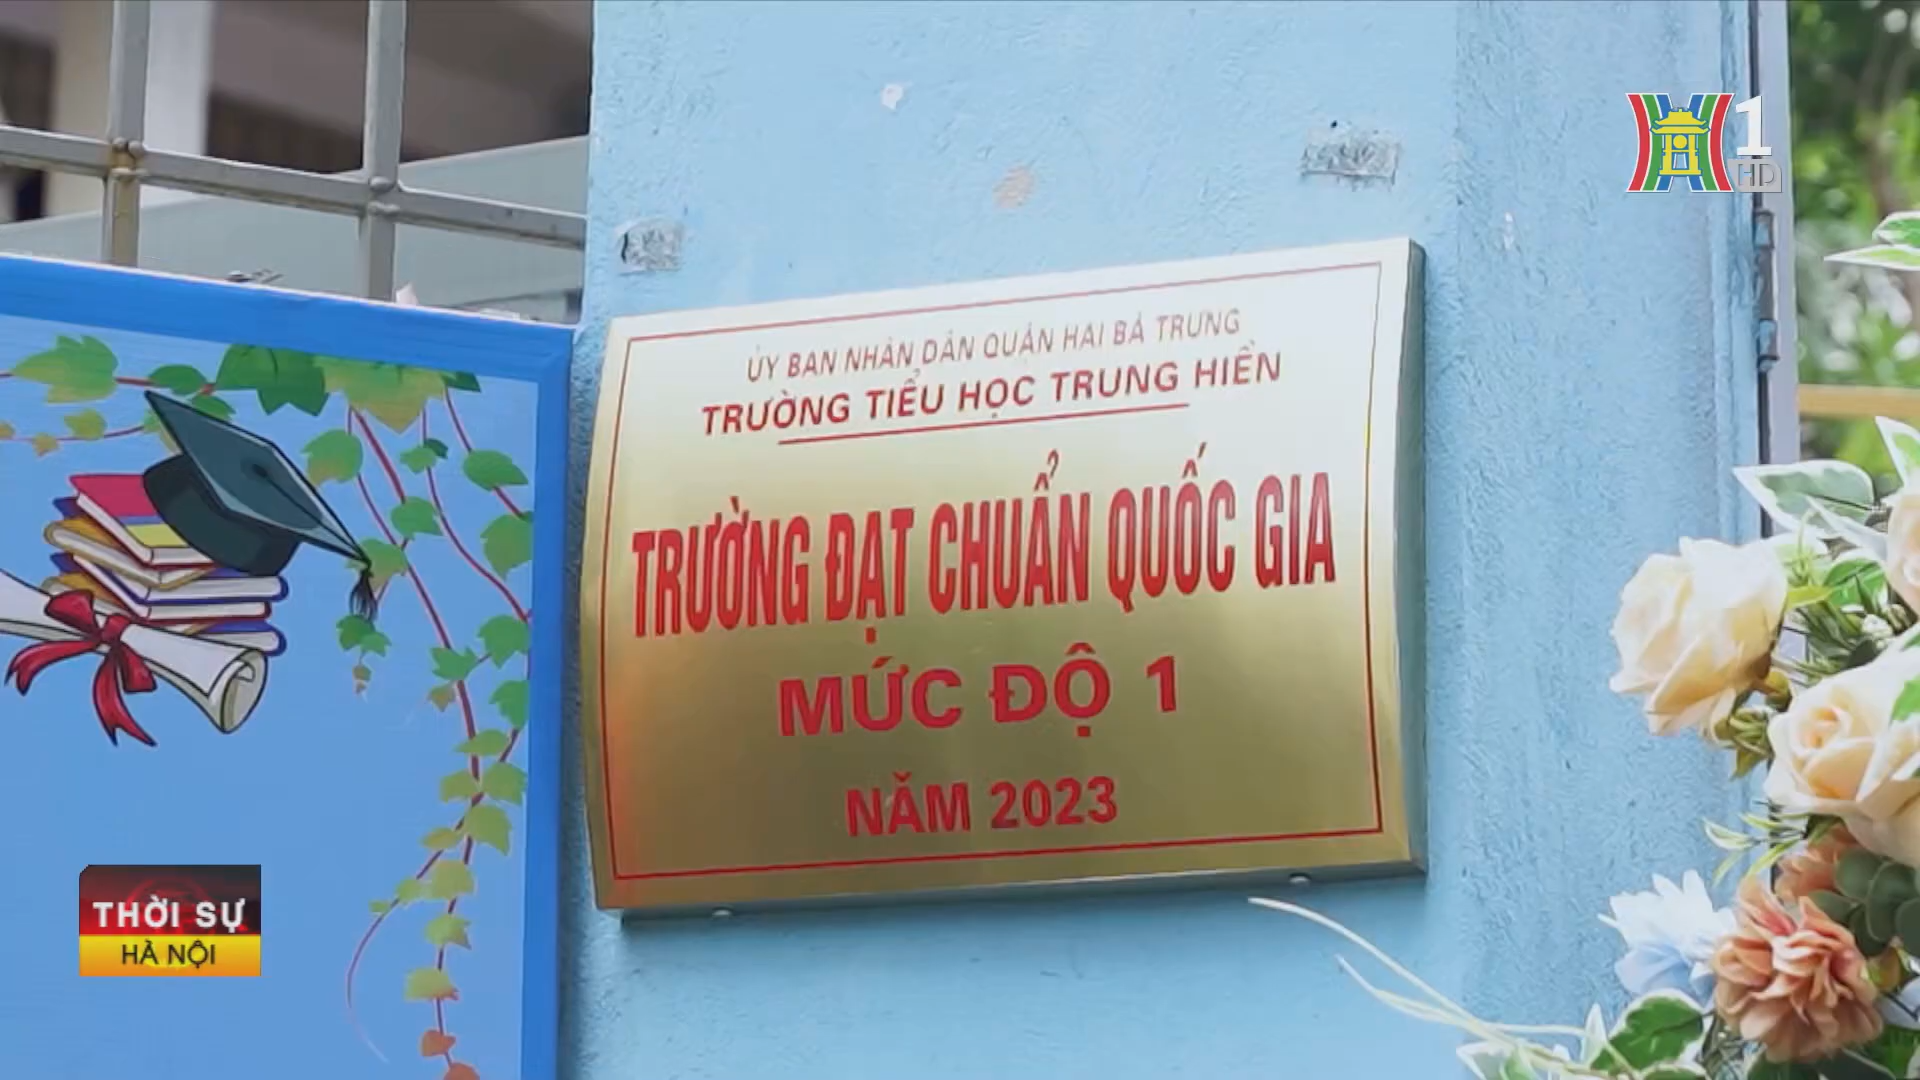 1
HD
ỦY BAN NHÂN DÂN QUẬN HAI BÀ TRƯNG
TRƯỜNG TIỂU HỌC TRUNG HIỀN
TRƯỜNG ĐẠT CHUẨN QUỐC GIA
MỨC ĐỘ 1
NĂM 2023
THỜI SỰ
HÀ NỘI